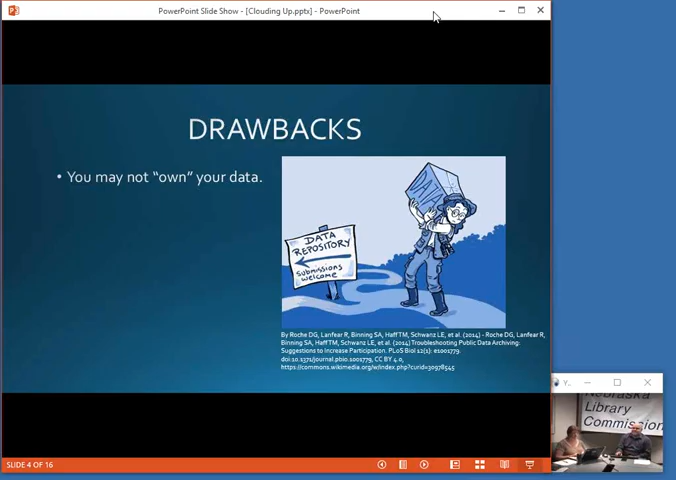 PowerPoint Slide Show - [Clouding Up.pptx] - PowerPoint
DRAWBACKS
• You may not “own” your data.
DATA
DATA
REPOSITORY
submissions
welcome
By Roche DG, Lanfear R, Binning SA, Haff TM, Schwanz LE, et al. (2014) - Roche DG, Lanfear R,
Binning SA, Haff TM, Schwanz LE, et al. (2014) Troubleshooting Public Data Archiving:
Suggestions to Increase Participation. PLoS Biol 12(1): e1001779.
doi:10.1371/journal.pbio.1001779, CC BY 4.0,
https://commons.wikimedia.org/w/index.php?curid=30978545
Y...
Nebraska
Library
Commission
SLIDE 4 OF 16